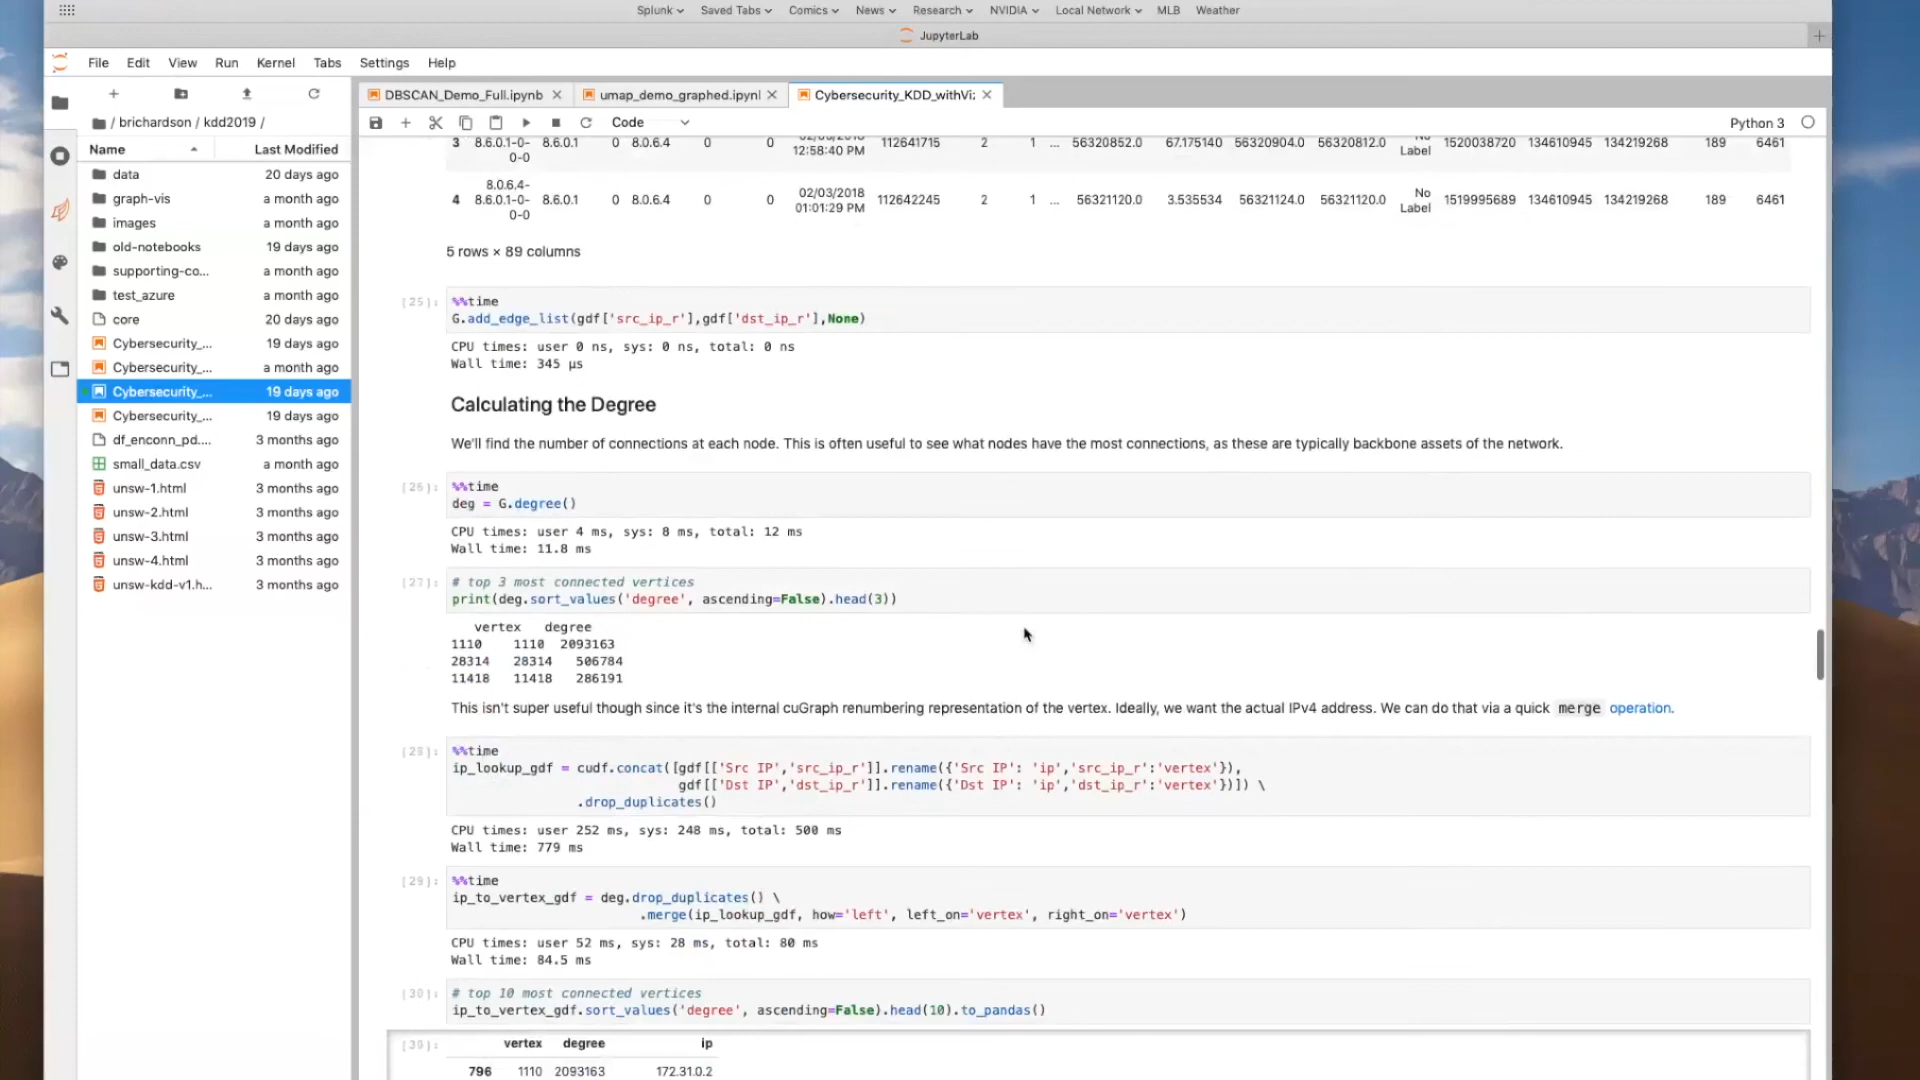 Splunk Saved Tabs Comics News Research NVIDIA Local Network MLB Weather
JupyterLab
File Edit View Run Kernel Tabs Settings Help
DBSCAN_Demo_Full.ipynb umap_demo_graphed.ipynl Cybersecurity_KDD_withVi
/ brichardson / kdd2019 /
Code Python 3
Name Last Modified
data 20 days ago
graph-vis a month ago
images a month ago
old-notebooks 19 days ago
supporting-co... a month ago
test_azure a month ago
core 20 days ago
Cybersecurity_... 19 days ago
Cybersecurity_... a month ago
Cybersecurity_... 19 days ago
Cybersecurity_... 19 days ago
df_enconn_pd.... 3 months ago
small_data.csv a month ago
unsw-1.html 3 months ago
unsw-2.html 3 months ago
unsw-3.html 3 months ago
unsw-4.html 3 months ago
unsw-kdd-v1.h... 3 months ago
3 8.6.0.1-0- 8.6.0.1 0 8.0.6.4 0 0 12:58:40 PM 112641715 2 1 ... 56320852.0 67.175140 56320904.0 56320812.0 Label 1520038720 134610945 134219268 189 6461
0-0
8.0.6.4-
4 8.6.0.1-0- 8.6.0.1 0 8.0.6.4 0 0 02/03/2018 112642245 2 1 ... 56321120.0 3.535534 56321124.0 56321120.0 No 1519995689 134610945 134219268 189 6461
0-0 01:01:29 PM Label
5 rows × 89 columns
[25]: %%time
G.add_edge_list(gdf['src_ip_r'],gdf['dst_ip_r'],None)
CPU times: user 0 ns, sys: 0 ns, total: 0 ns
Wall time: 345 µs
Calculating the Degree
We'll find the number of connections at each node. This is often useful to see what nodes have the most connections, as these are typically backbone assets of the network.
[26]: %%time
deg = G.degree()
CPU times: user 4 ms, sys: 8 ms, total: 12 ms
Wall time: 11.8 ms
[27]: # top 3 most connected vertices
print(deg.sort_values('degree', ascending=False).head(3))
vertex degree
1110 1110 2093163
28314 28314 506784
11418 11418 286191
This isn't super useful though since it's the internal cuGraph renumbering representation of the vertex. Ideally, we want the actual IPv4 address. We can do that via a quick merge operation.
[28]: %%time
ip_lookup_gdf = cudf.concat([gdf[['Src IP','src_ip_r']].rename({'Src IP': 'ip','src_ip_r':'vertex'}),
gdf[['Dst IP','dst_ip_r']].rename({'Dst IP': 'ip','dst_ip_r':'vertex'})]) \
.drop_duplicates()
CPU times: user 252 ms, sys: 248 ms, total: 500 ms
Wall time: 779 ms
[29]: %%time
ip_to_vertex_gdf = deg.drop_duplicates() \
.merge(ip_lookup_gdf, how='left', left_on='vertex', right_on='vertex')
CPU times: user 52 ms, sys: 28 ms, total: 80 ms
Wall time: 84.5 ms
[30]: # top 10 most connected vertices
ip_to_vertex_gdf.sort_values('degree', ascending=False).head(10).to_pandas()
[30]: vertex degree ip
796 1110 2093163 172.31.0.2